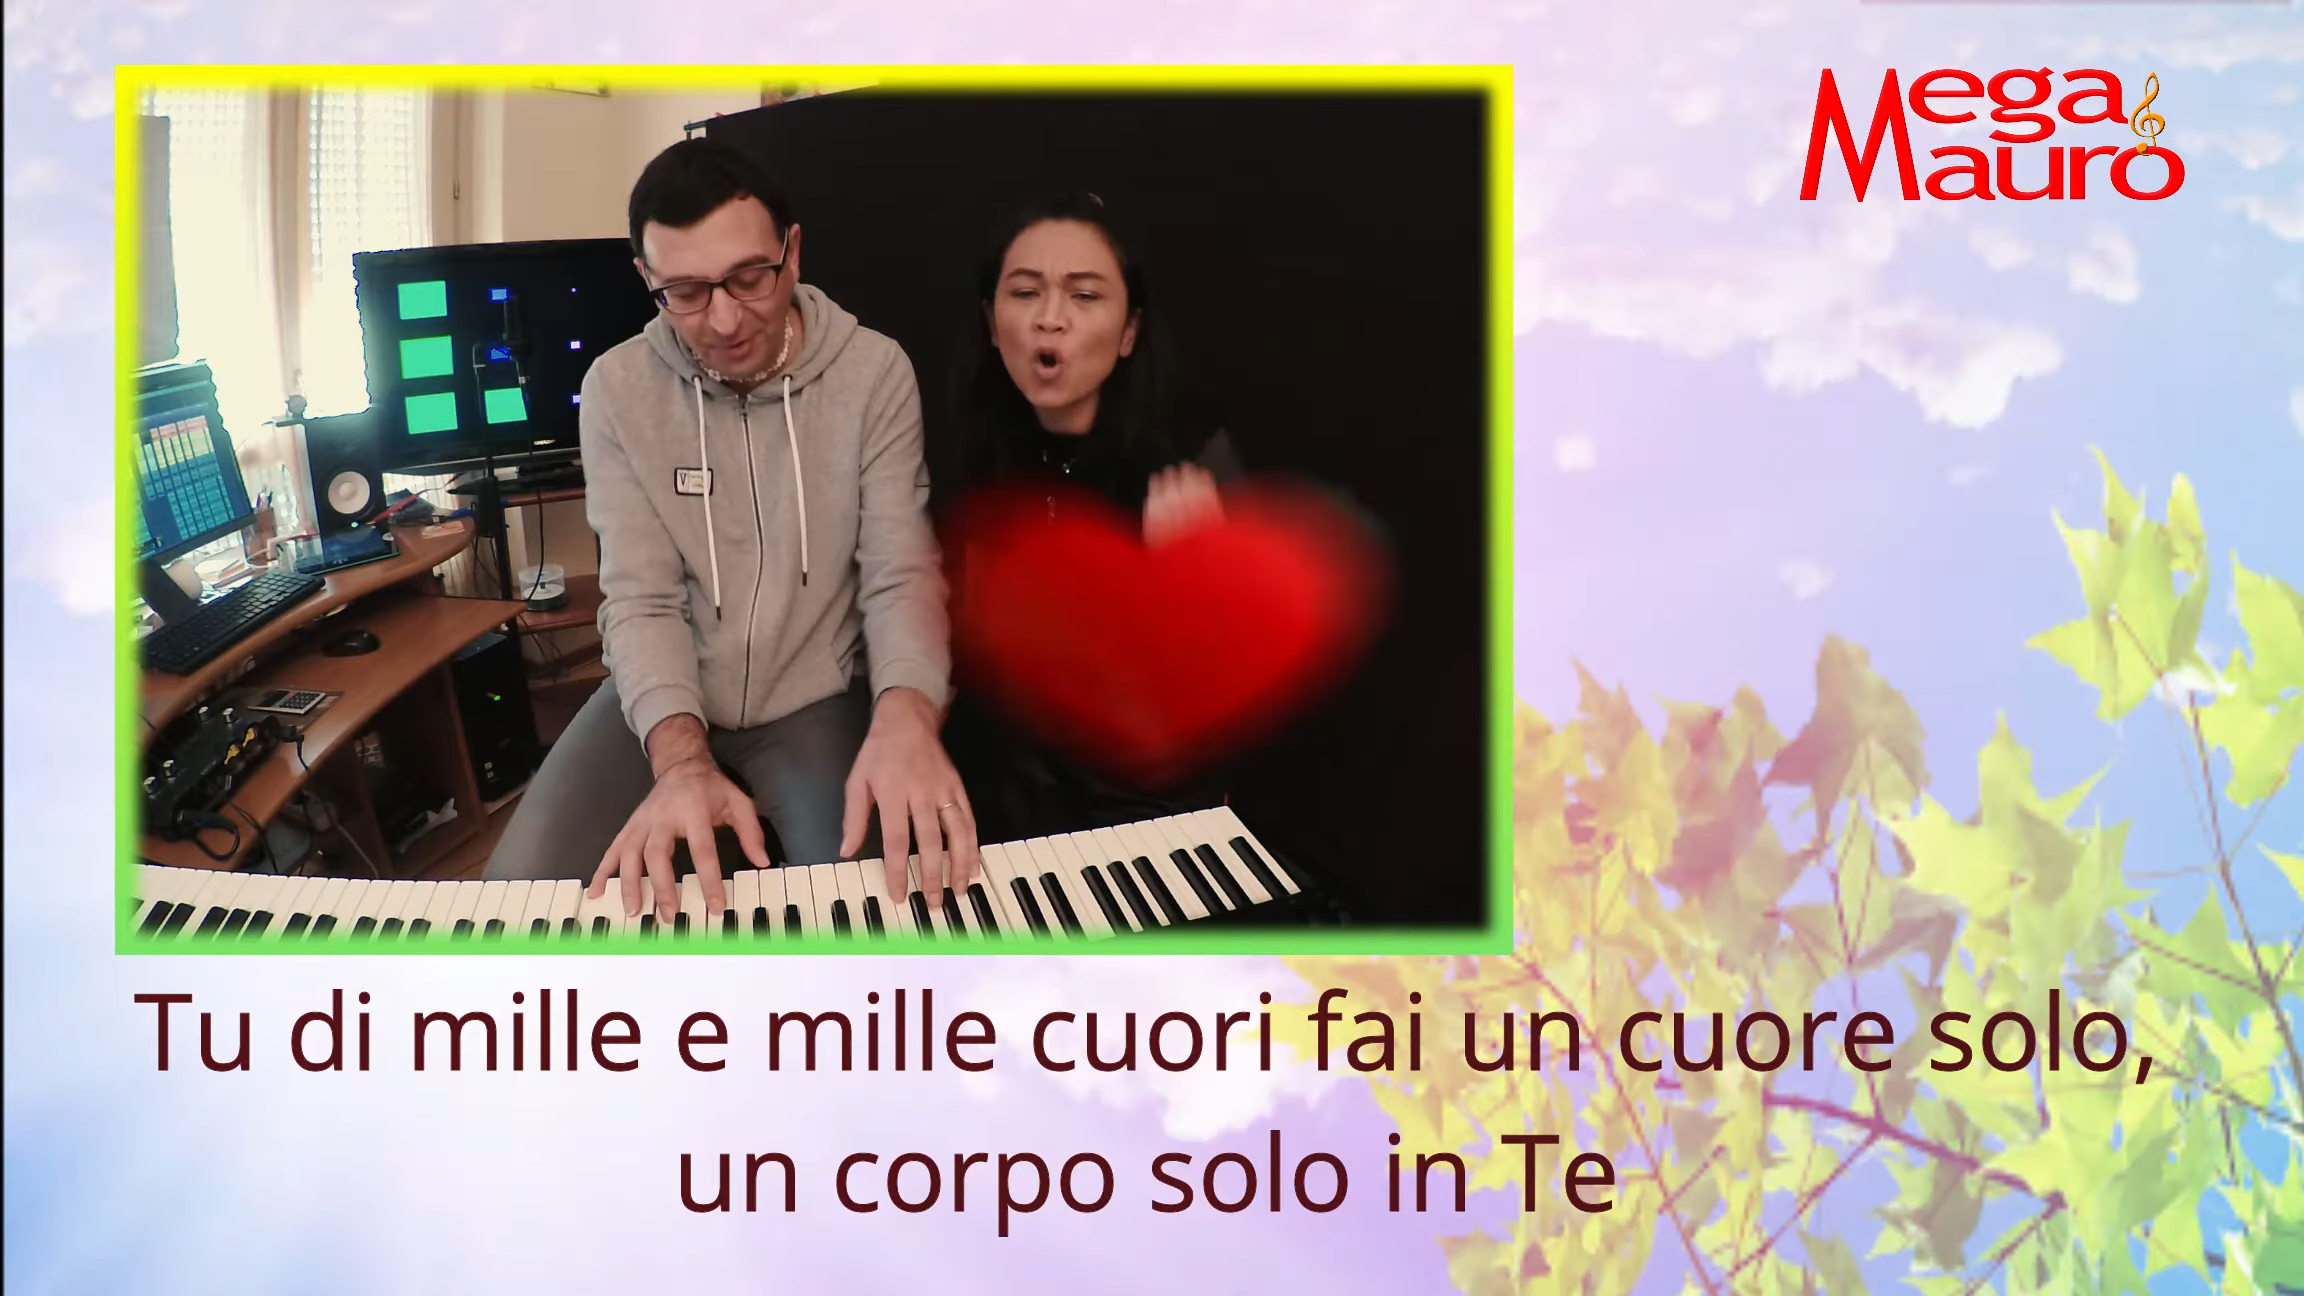 Mega
Mauro
V
Tu di mille e mille cuori fai un cuore solo,
un corpo solo in Te